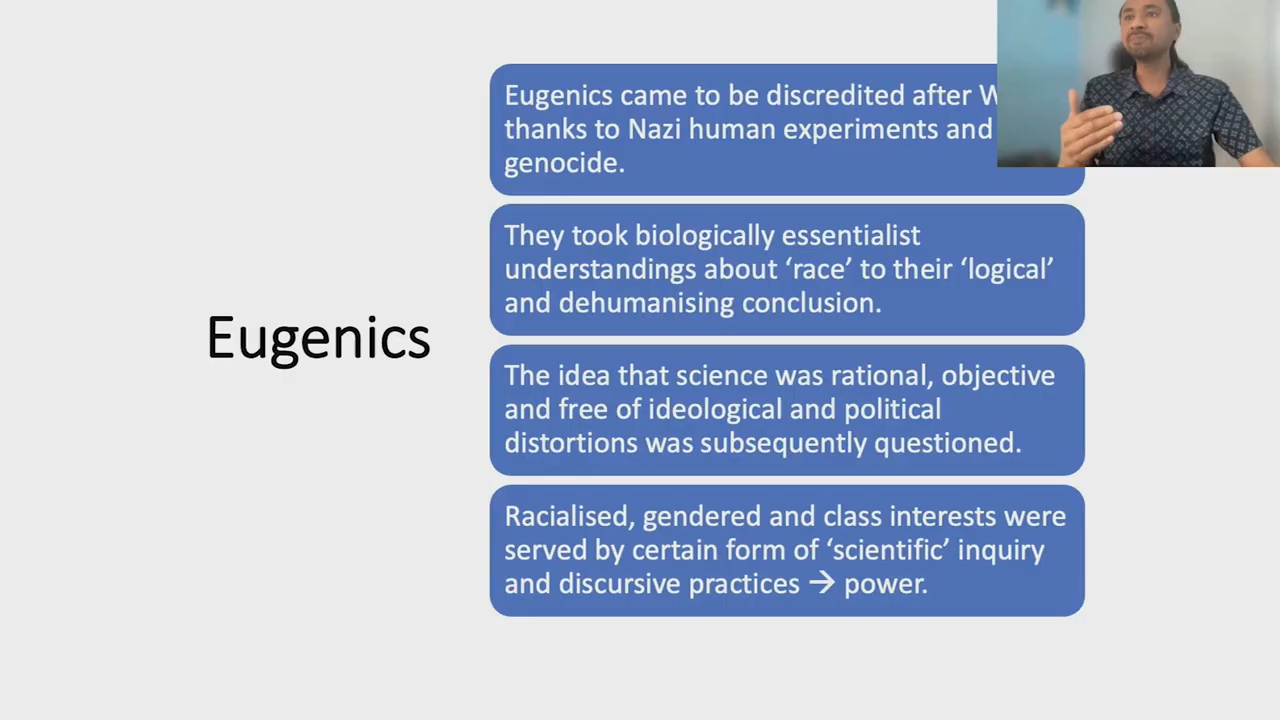 Eugenics
Eugenics came to be discredited after W
thanks to Nazi human experiments and
genocide.
They took biologically essentialist
understandings about ‘race’ to their ‘logical’
and dehumanising conclusion.
The idea that science was rational, objective
and free of ideological and political
distortions was subsequently questioned.
Racialised, gendered and class interests were
served by certain form of ‘scientific’ inquiry
and discursive practices → power.